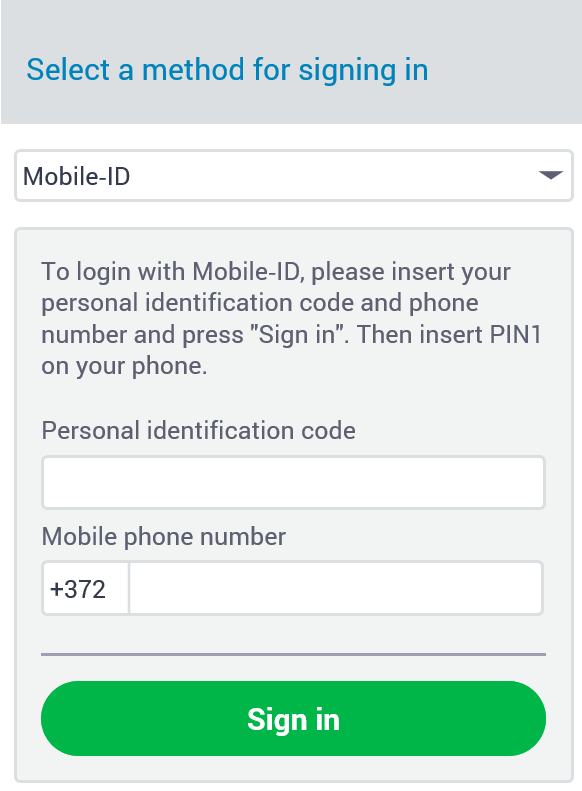 Select a method for signing in
Mobile-ID
To login with Mobile-ID, please insert your
personal identification code and phone
number and press "Sign in". Then insert PIN1
on your phone.
Personal identification code
Mobile phone number
+372
Sign in